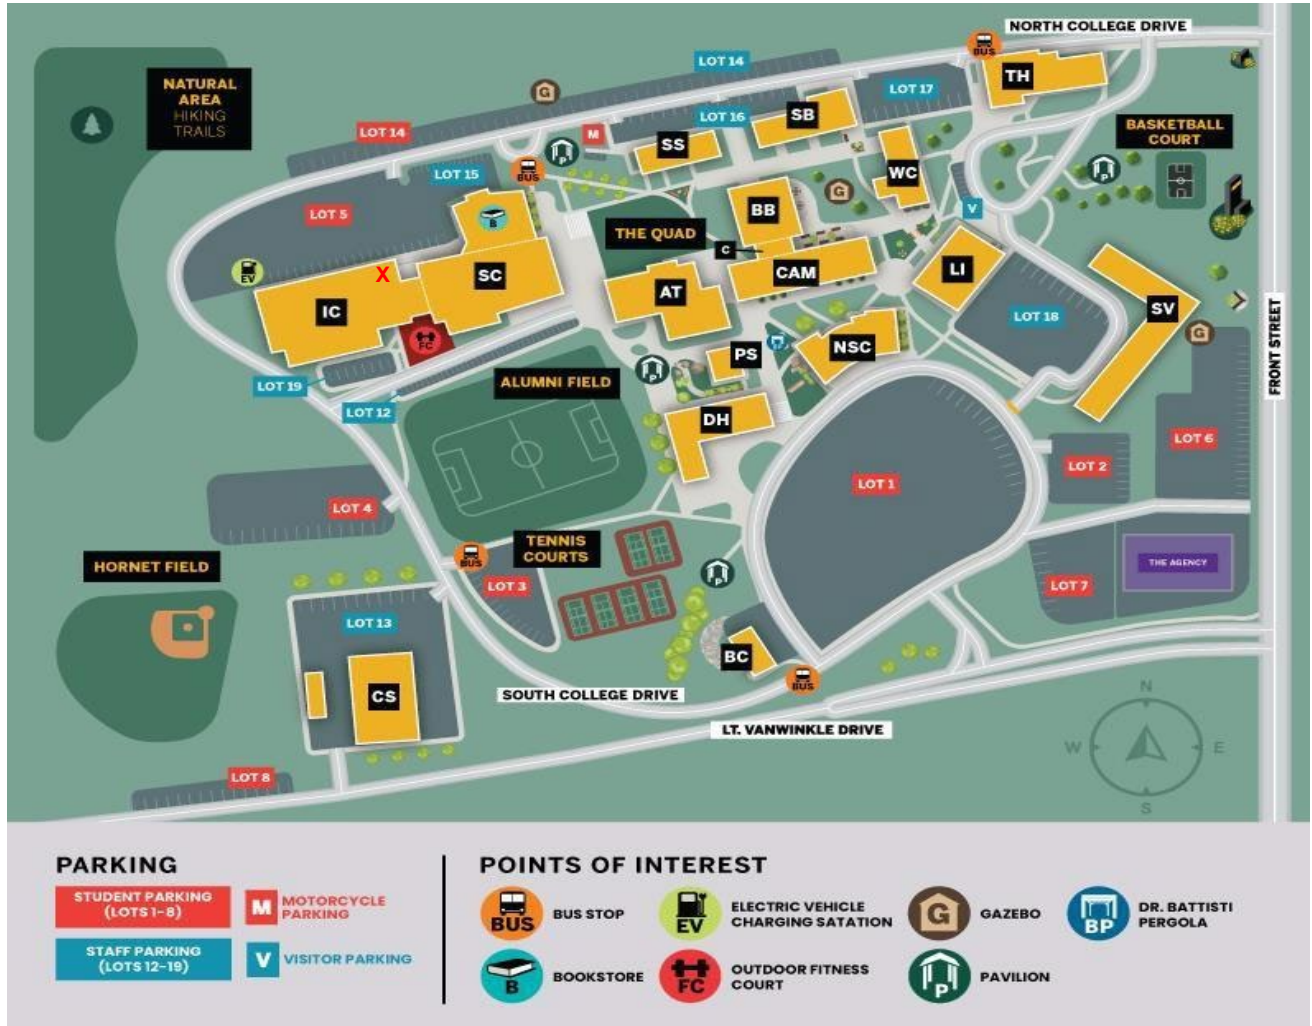 NORTH COLLEGE DRIVE
BUS
TH
LOT 14
NATURAL
AREA
HIKING
TRAILS
G
LOT 17
SB
LOT 16
BASKETBALL
COURT
LOT 14
M
SS
P
WC
P
BUS
LOT 15
G
V
BB
LOT 5
B
THE QUAD
C
CAM
LI
EV
X
SC
AT
IC
LOT 18
SV
FRONT STREET
G
FC
BP
NSC
PS
P
LOT 19
ALUMNI FIELD
LOT 12
DH
LOT 6
LOT 2
LOT 1
LOT 4
TENNIS
COURTS
BUS
HORNET FIELD
THE AGENCY
P
LOT 3
LOT 7
LOT 13
BC
BUS
CS
SOUTH COLLEGE DRIVE
LT. VANWINKLE DRIVE
N
W
E
S
LOT 8
PARKING
STUDENT PARKING
(LOTS 1-8)
M
MOTORCYCLE
PARKING
STAFF PARKING
(LOTS 12-19)
V
VISITOR PARKING
POINTS OF INTEREST
BUS
BUS STOP
EV
ELECTRIC VEHICLE
CHARGING SATATION
G
GAZEBO
BP
DR. BATTISTI
PERGOLA
B
BOOKSTORE
FC
OUTDOOR FITNESS
COURT
P
PAVILION